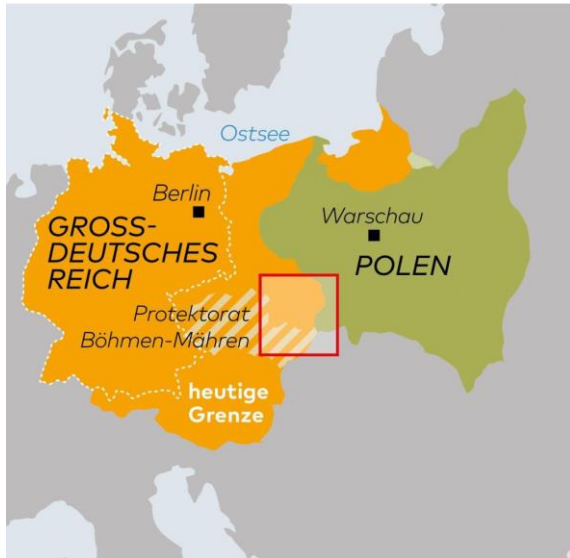 Ostsee
Berlin
GROSS-
DEUTSCHES
REICH
Warschau
POLEN
Protektorat
Böhmen-Mähren
heutige
Grenze